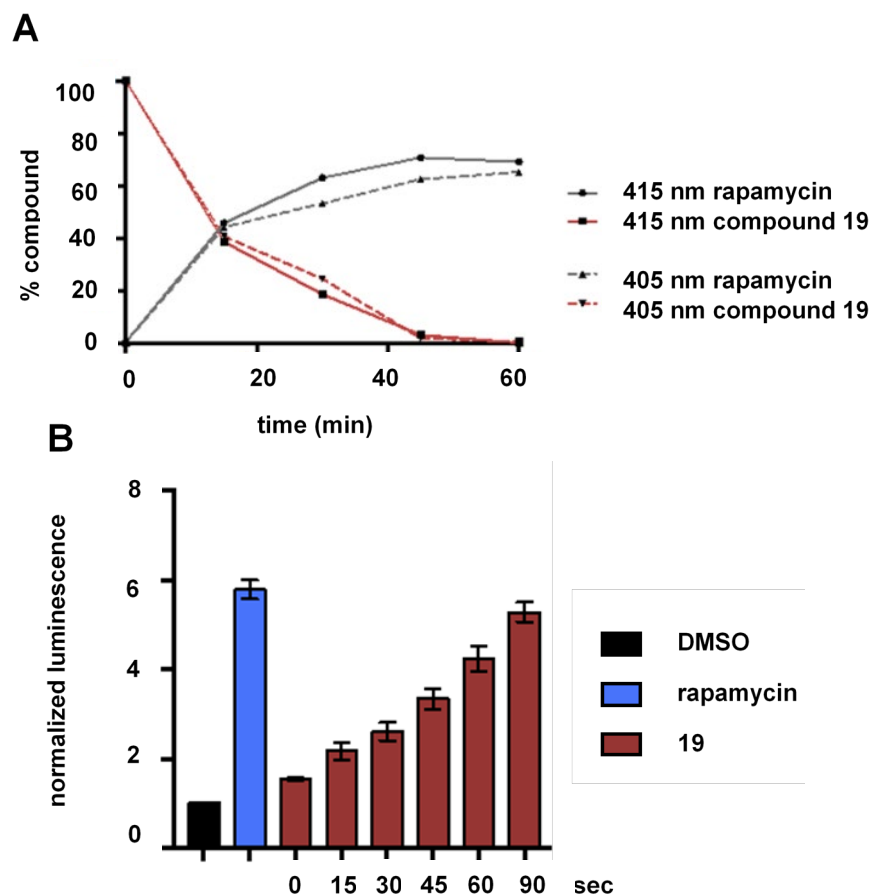 A
100
80
60
40
20
0
% compound
0 20 40 60
time (min)
415 nm rapamycin
415 nm compound 19
405 nm rapamycin
405 nm compound 19
B
8
6
4
2
0
normalized luminescence
0 15 30 45 60 90 sec
DMSO
rapamycin
19